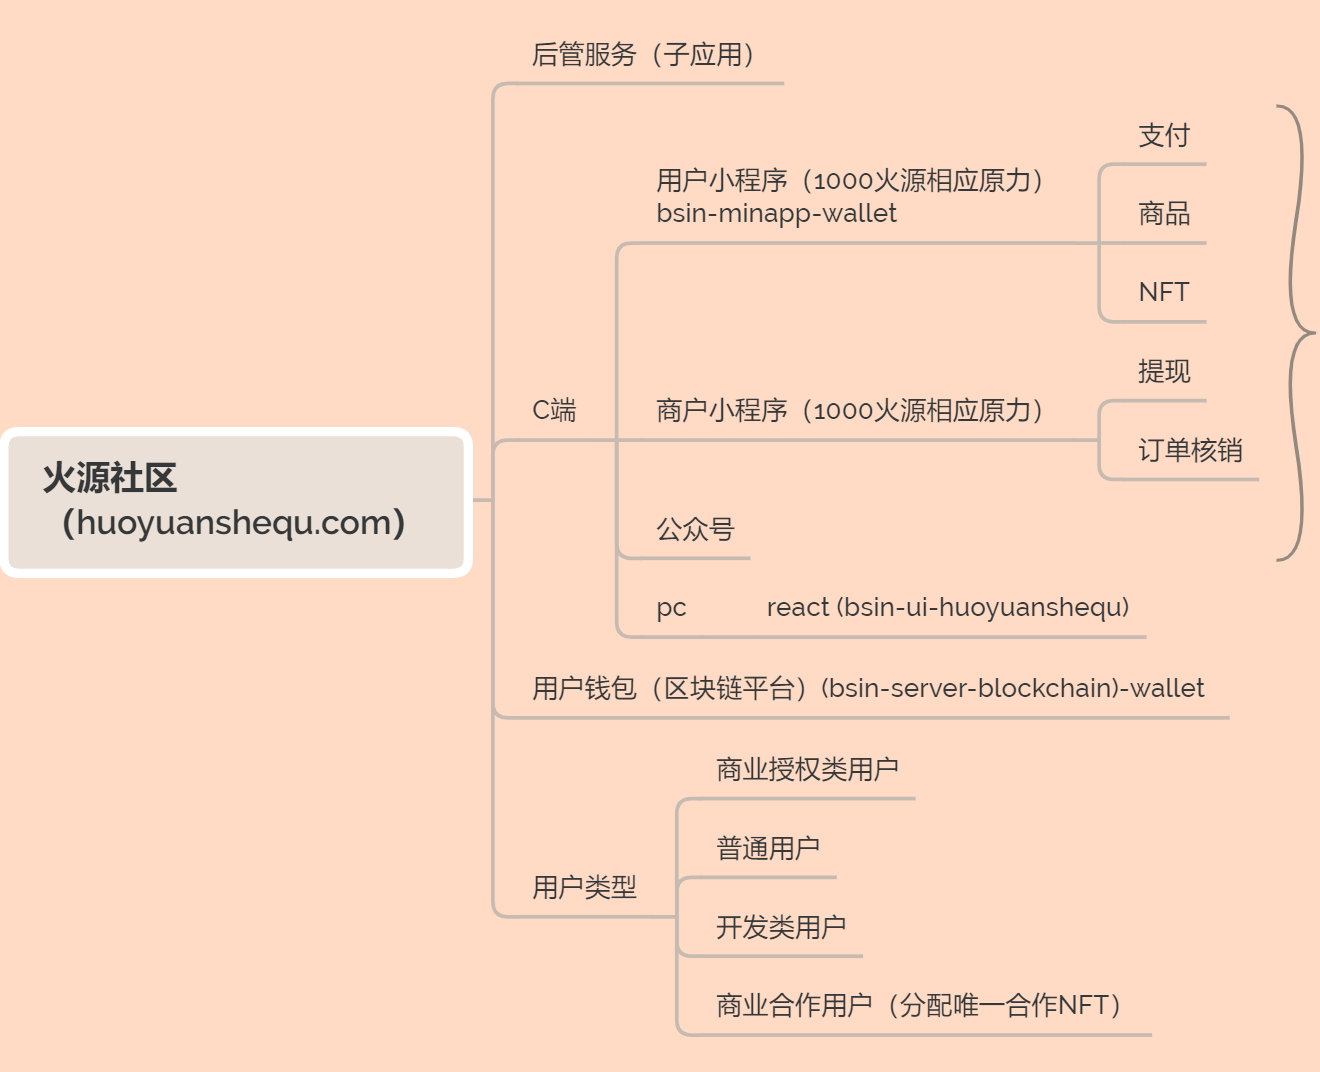 火源社区
（huoyuanshequ.com）
后管服务（子应用）
C端
用户小程序（1000火源相应原力）
bsin-minapp-wallet
支付
商品
NFT
商户小程序（1000火源相应原力）
提现
订单核销
公众号
pc
react (bsin-ui-huoyuanshequ)
用户钱包（区块链平台）(bsin-server-blockchain)-wallet
用户类型
商业授权类用户
普通用户
开发类用户
商业合作用户（分配唯一合作NFT）